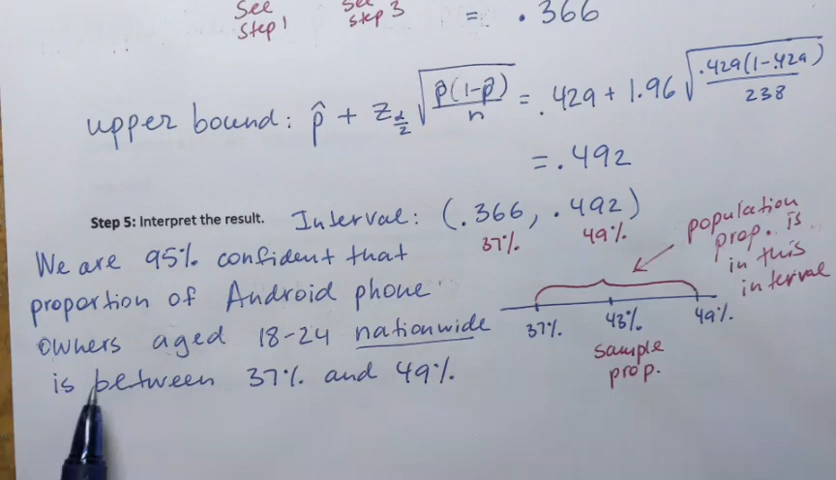 See See
Step 1 Step 3 = .366
upper bound: p̂ + z_{α/2} √(p̂(1-p̂)/n) = .429 + 1.96 √(.429(1-.429)/238)
= .492
Step 5: Interpret the result. Interval: (.366, .492)
37% 49%
We are 95% confident that
proportion of Android phone
owners aged 18-24 nationwide
is between 37% and 49%.
population
prop. is
in this
interval
37% 43% 49%
sample
prop.